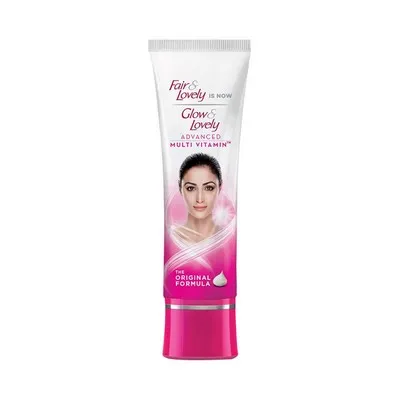 Fair & Lovely IS NOW
Glow & Lovely
ADVANCED
MULTI VITAMIN™
THE
ORIGINAL
FORMULA